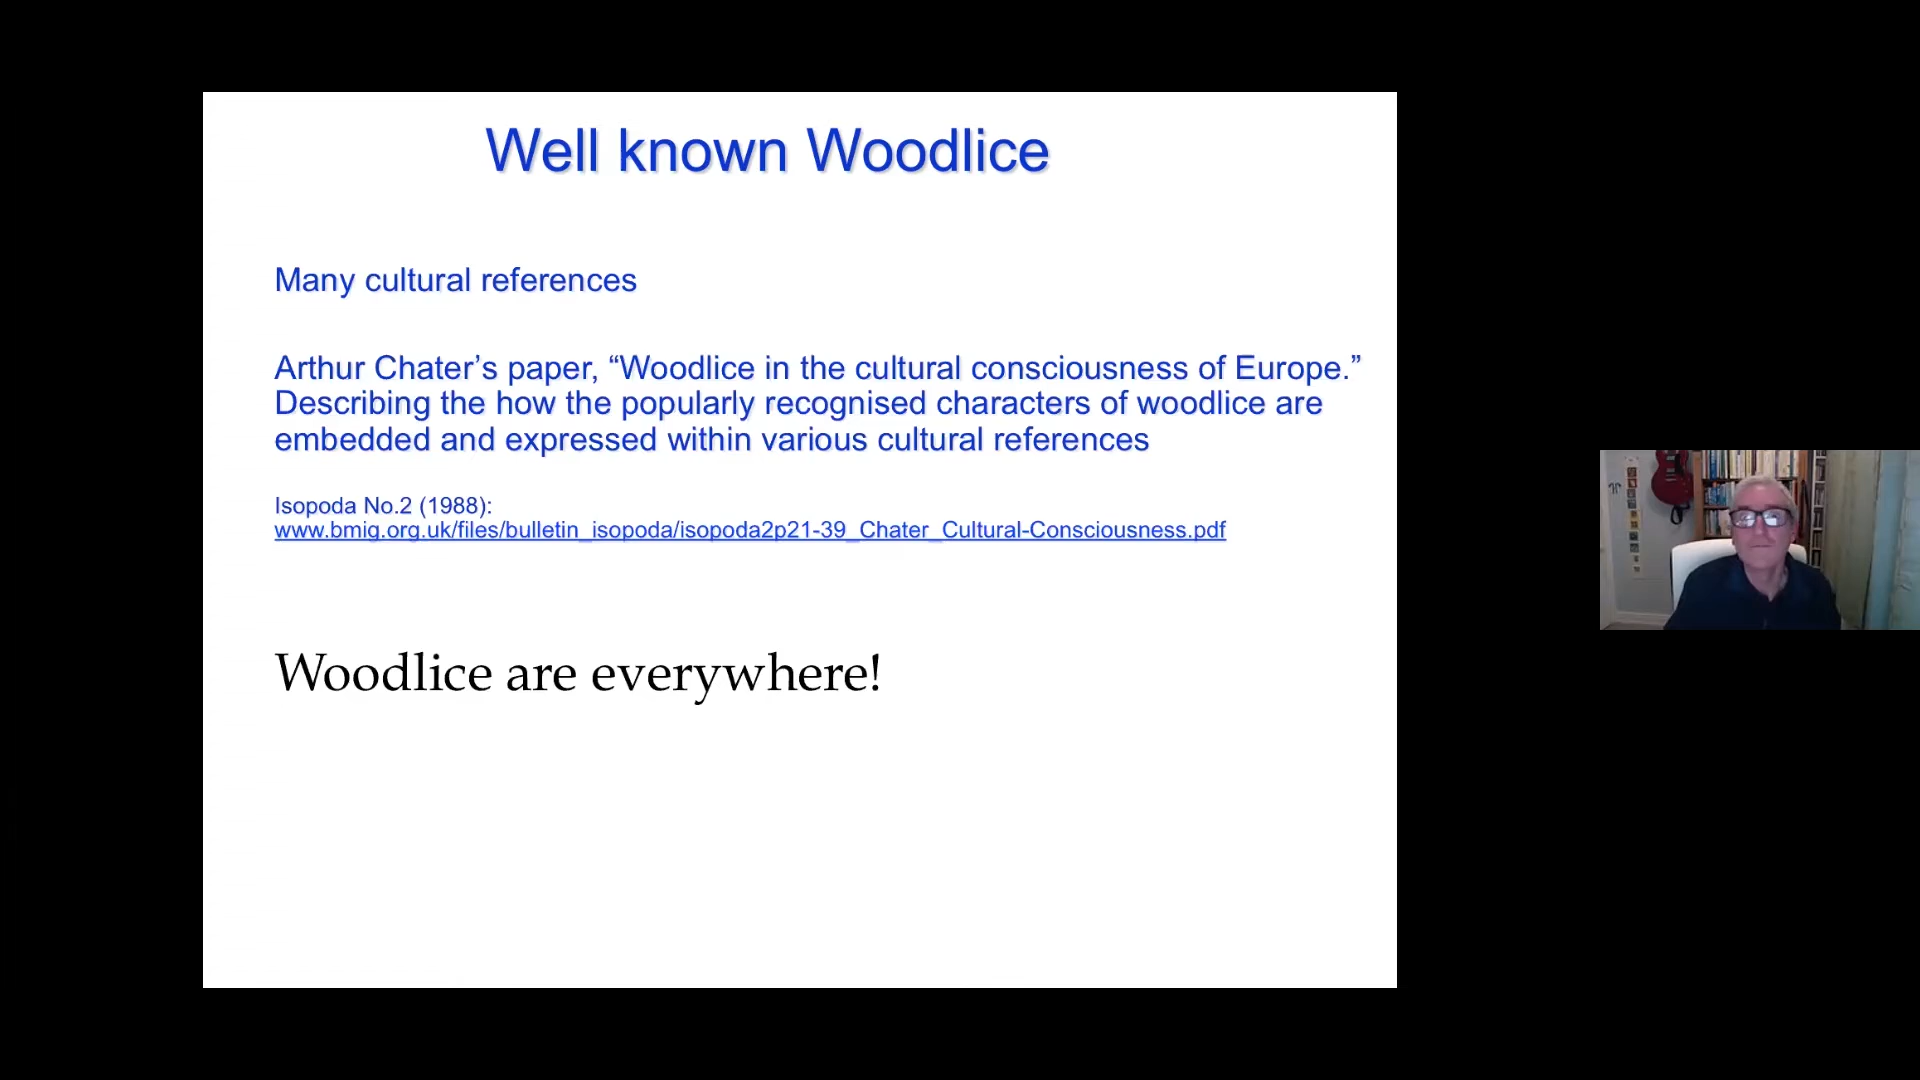 Well known Woodlice
Many cultural references
Arthur Chater’s paper, “Woodlice in the cultural consciousness of Europe.”
Describing the how the popularly recognised characters of woodlice are
embedded and expressed within various cultural references
Isopoda No.2 (1988):
www.bmig.org.uk/files/bulletin_isopoda/isopoda2p21-39_Chater_Cultural-Consciousness.pdf
Woodlice are everywhere!